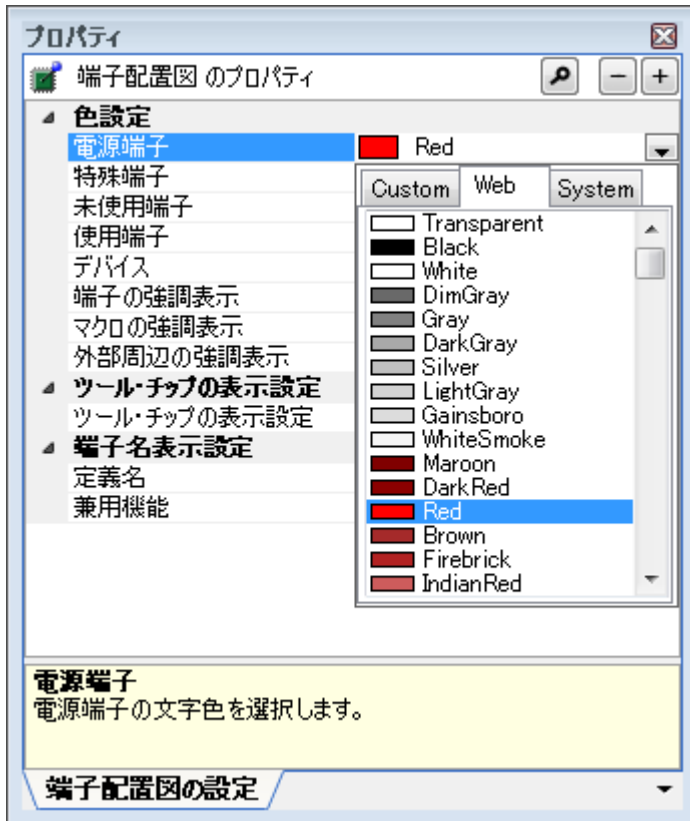 プロパティ
端子配置図 のプロパティ
色設定
電源端子 Red
特殊端子
未使用端子
使用端子
デバイス
端子の強調表示
マクロの強調表示
外部周辺の強調表示
ツール・チップの表示設定
ツール・チップの表示設定
端子名表示設定
定義名
兼用機能
Custom Web System
Transparent
Black
White
DimGray
Gray
DarkGray
Silver
LightGray
Gainsboro
WhiteSmoke
Maroon
DarkRed
Red
Brown
Firebrick
IndianRed
電源端子
電源端子の文字色を選択します。
端子配置図の設定